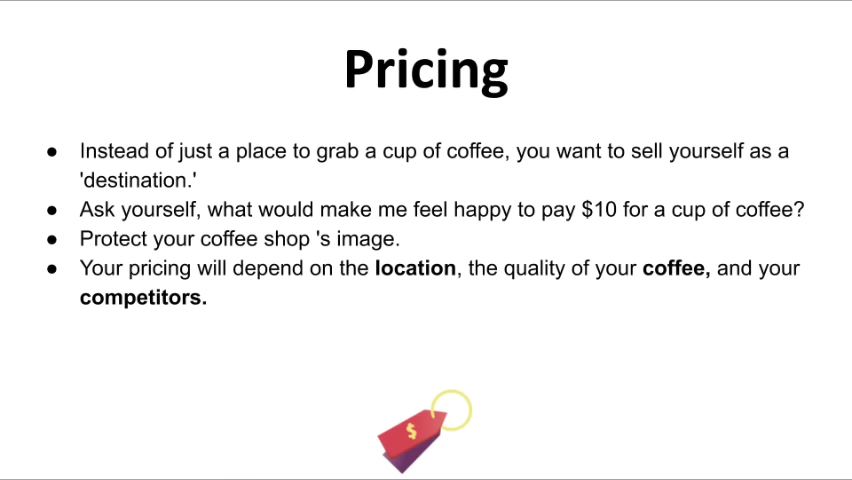 Pricing
● Instead of just a place to grab a cup of coffee, you want to sell yourself as a
'destination.'
● Ask yourself, what would make me feel happy to pay $10 for a cup of coffee?
● Protect your coffee shop 's image.
● Your pricing will depend on the location, the quality of your coffee, and your
competitors.
$